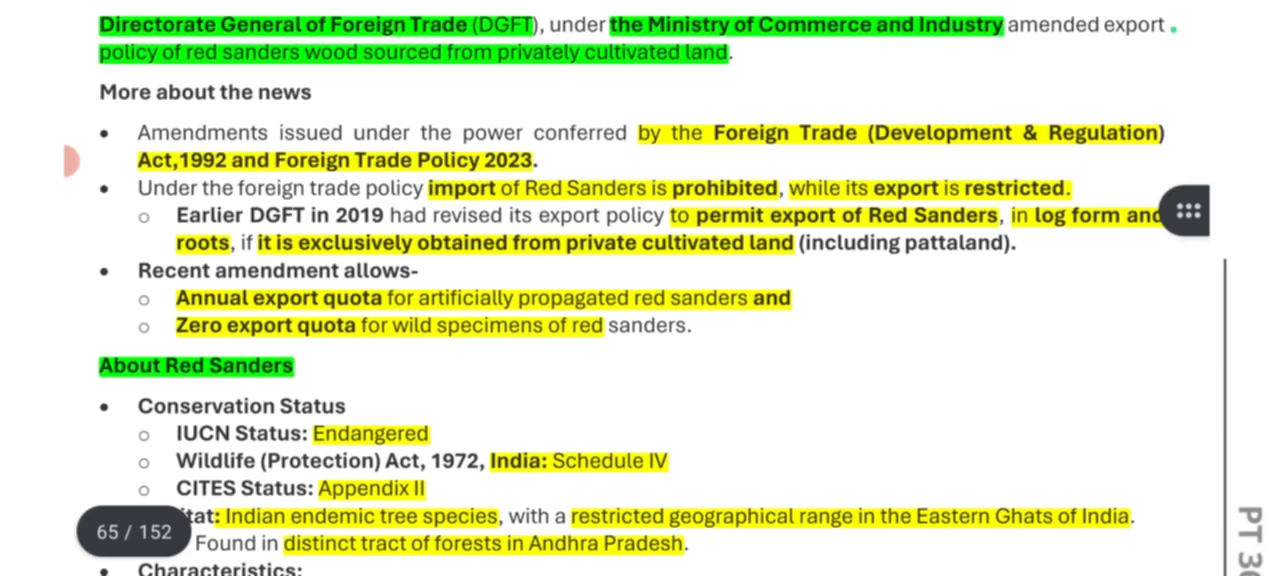 Directorate General of Foreign Trade (DGFT), under the Ministry of Commerce and Industry amended export
policy of red sanders wood sourced from privately cultivated land.
More about the news
• Amendments issued under the power conferred by the Foreign Trade (Development & Regulation)
Act,1992 and Foreign Trade Policy 2023.
• Under the foreign trade policy import of Red Sanders is prohibited, while its export is restricted.
o Earlier DGFT in 2019 had revised its export policy to permit export of Red Sanders, in log form and
roots, if it is exclusively obtained from private cultivated land (including pattaland).
• Recent amendment allows-
o Annual export quota for artificially propagated red sanders and
o Zero export quota for wild specimens of red sanders.
About Red Sanders
• Conservation Status
o IUCN Status: Endangered
o Wildlife (Protection) Act, 1972, India: Schedule IV
o CITES Status: Appendix II
tat: Indian endemic tree species, with a restricted geographical range in the Eastern Ghats of India.
65 / 152
Found in distinct tract of forests in Andhra Pradesh.
• Characteristics:
PT 36